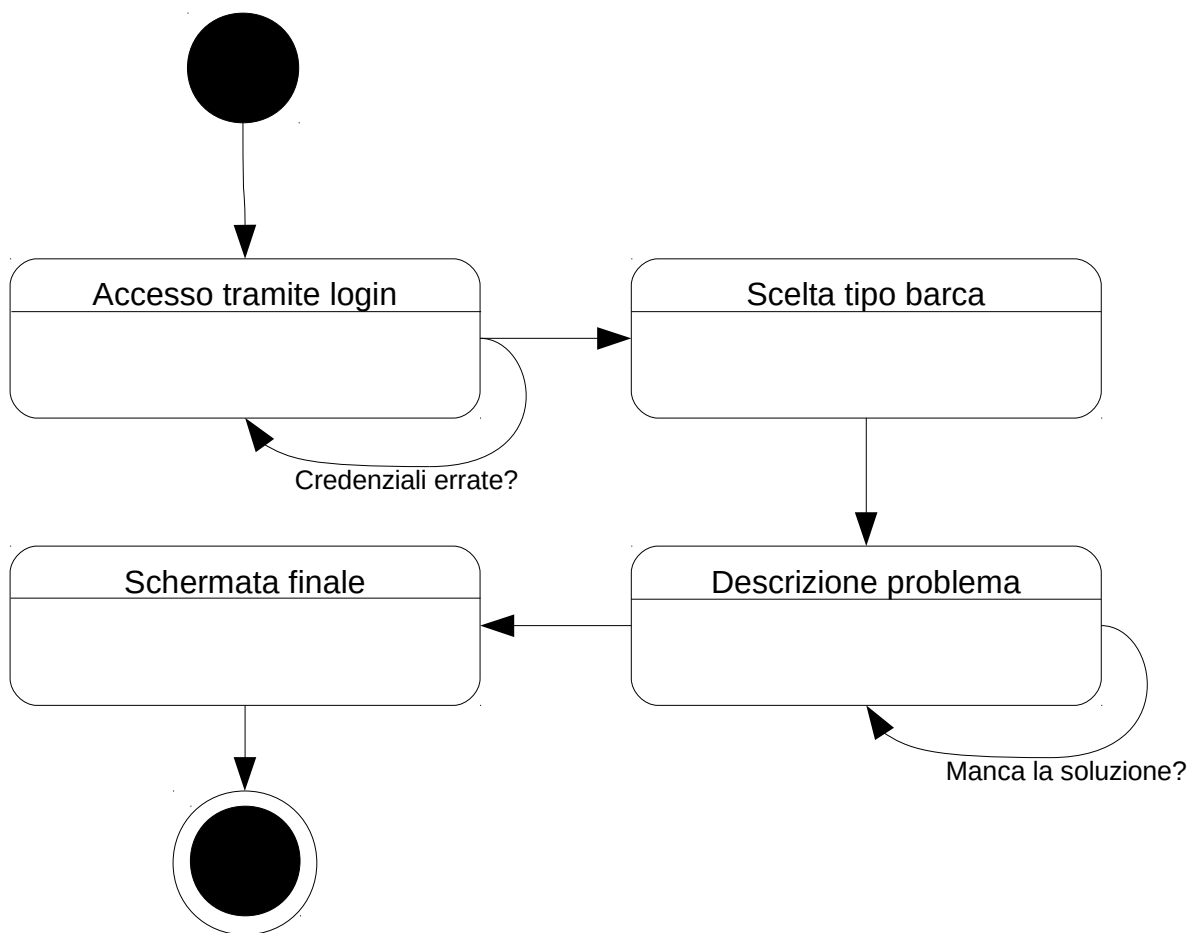 Accesso tramite login
Scelta tipo barca
Credenziali errate?
Schermata finale
Descrizione problema
Manca la soluzione?